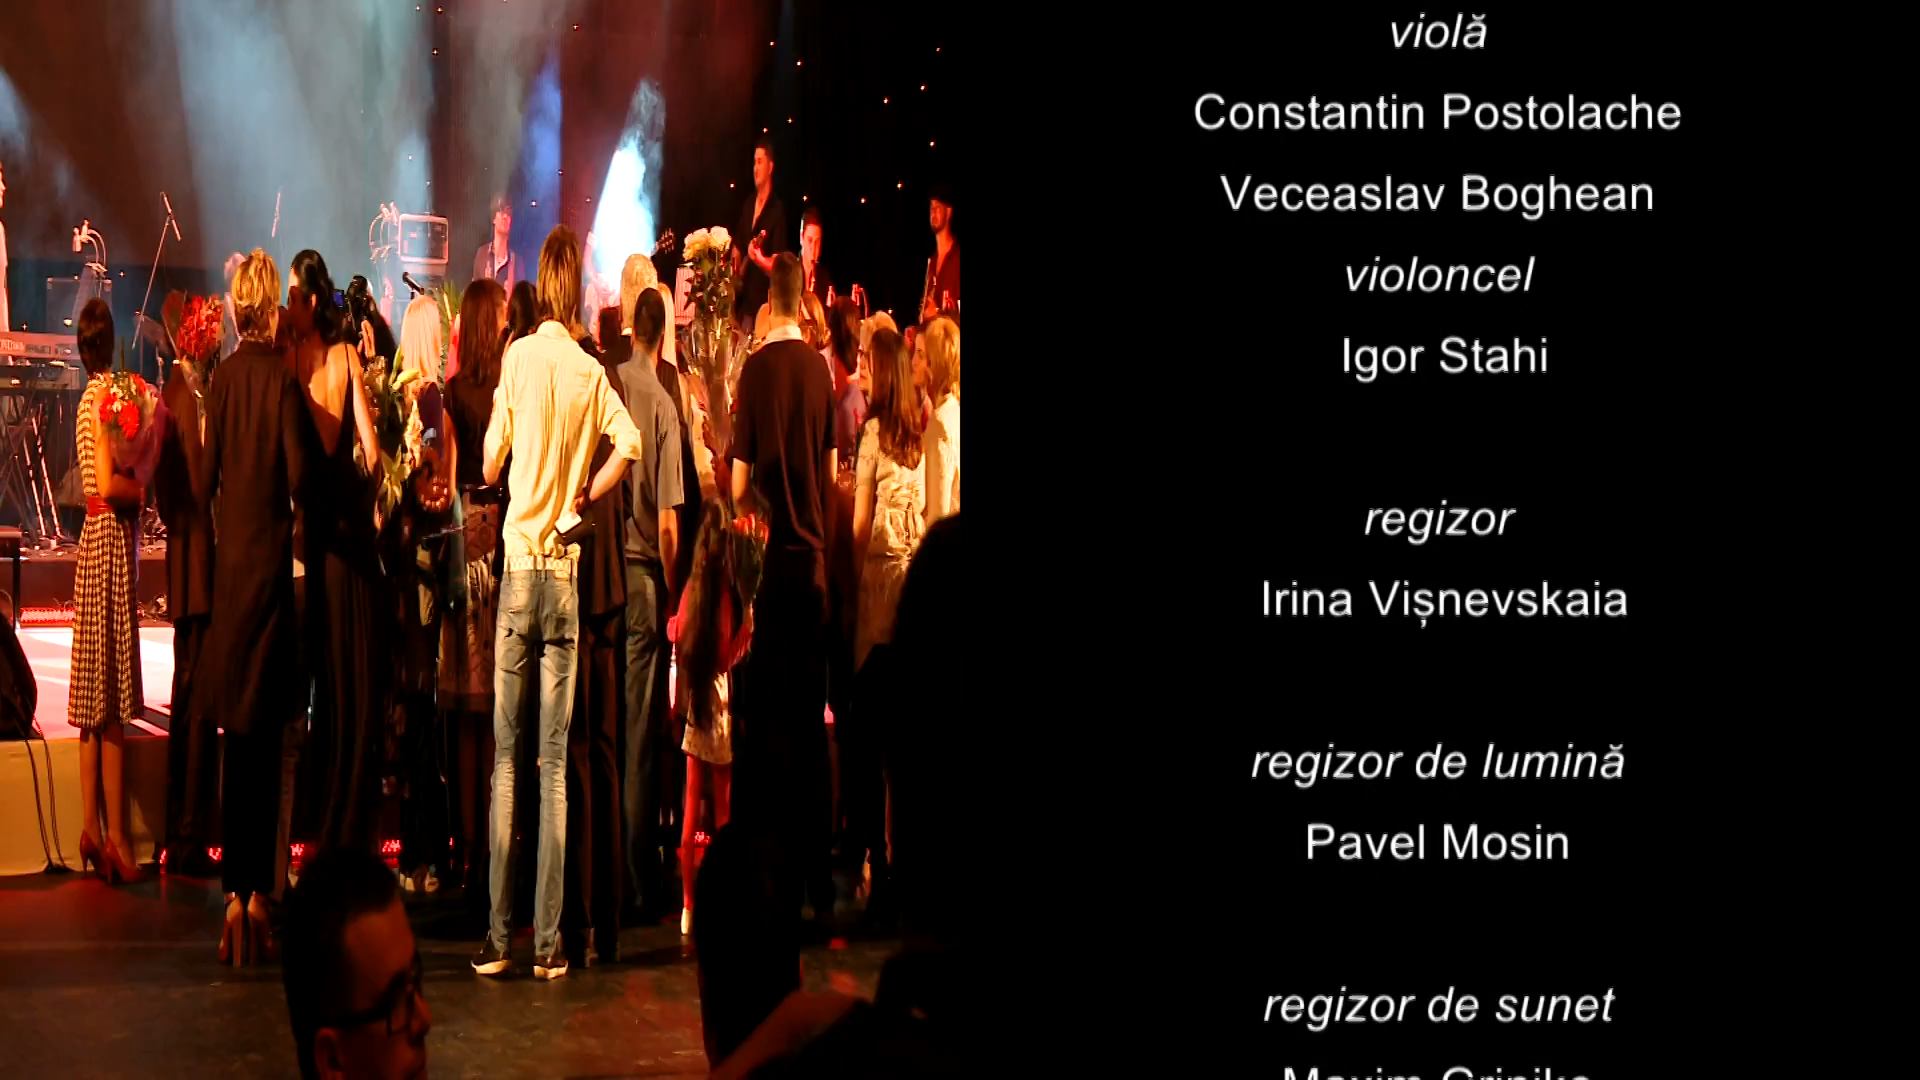 violă
Constantin Postolache
Veceaslav Boghean
violoncel
Igor Stahi
regizor
Irina Vișnevskaia
regizor de lumină
Pavel Mosin
regizor de sunet
Maxim